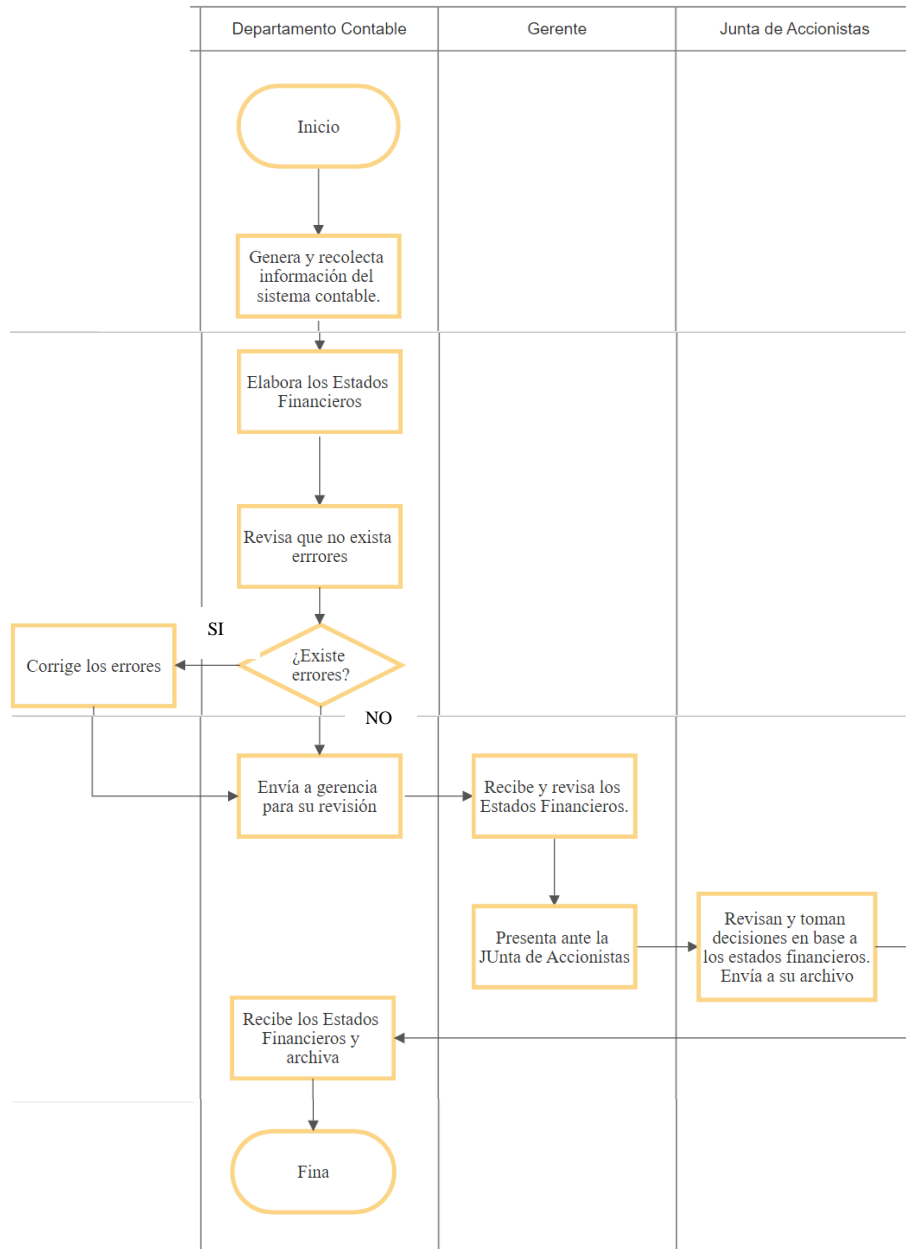 Departamento Contable
Gerente
Junta de Accionistas
Inicio
Genera y recolecta
información del
sistema contable.
Elabora los Estados
Financieros
Revisa que no exista
errrores
SI
¿Existe
errores?
Corrige los errores
NO
Envía a gerencia
para su revisión
Recibe y revisa los
Estados Financieros.
Presenta ante la
JUnta de Accionistas
Revisan y toman
decisiones en base a
los estados financieros.
Envía a su archivo
Recibe los Estados
Financieros y
archiva
Fina